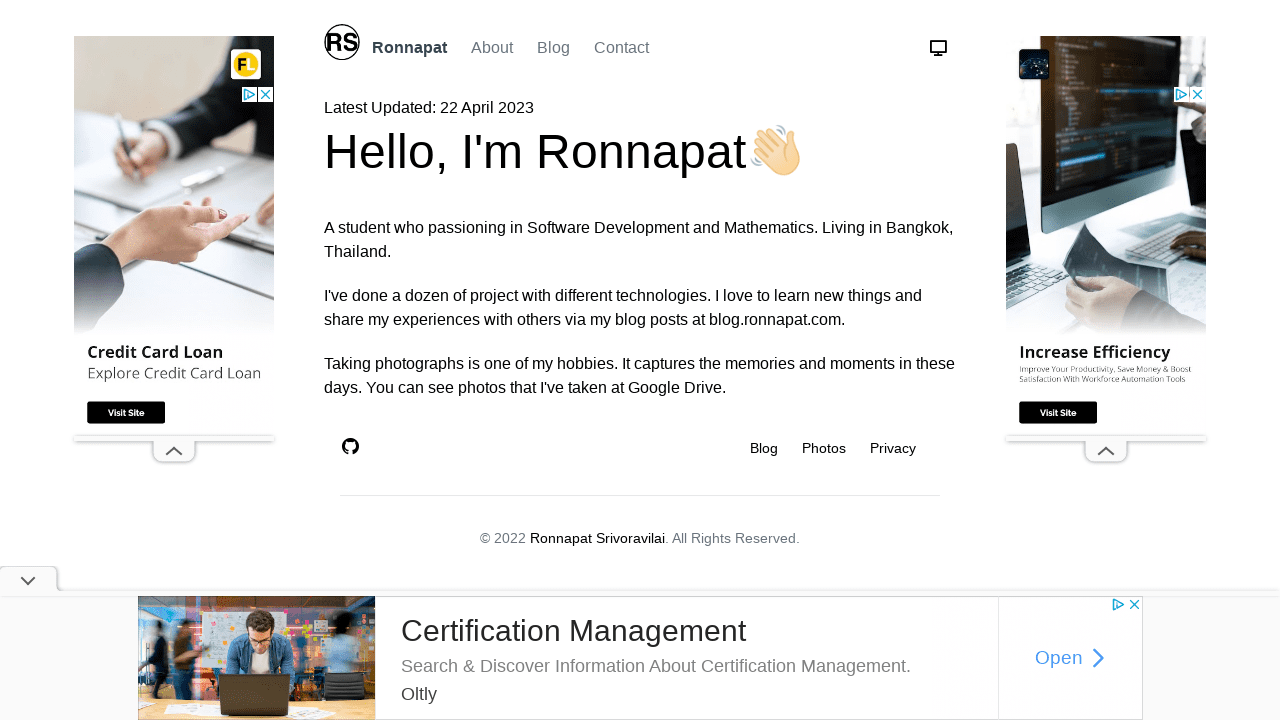 RS
Ronnapat
About
Blog
Contact
Latest Updated: 22 April 2023
Hello, I'm Ronnapat👋
A student who passioning in Software Development and Mathematics. Living in Bangkok,
Thailand.
I've done a dozen of project with different technologies. I love to learn new things and
share my experiences with others via my blog posts at blog.ronnapat.com.
Taking photographs is one of my hobbies. It captures the memories and moments in these
days. You can see photos that I've taken at Google Drive.
Blog
Photos
Privacy
© 2022 Ronnapat Srivoravilai. All Rights Reserved.
FL
Credit Card Loan
Explore Credit Card Loan
Visit Site
Increase Efficiency
Improve Your Productivity, Save Money & Boost
Satisfaction With Workforce Automation Tools
Visit Site
Certification Management
Search & Discover Information About Certification Management.
Oltly
Open